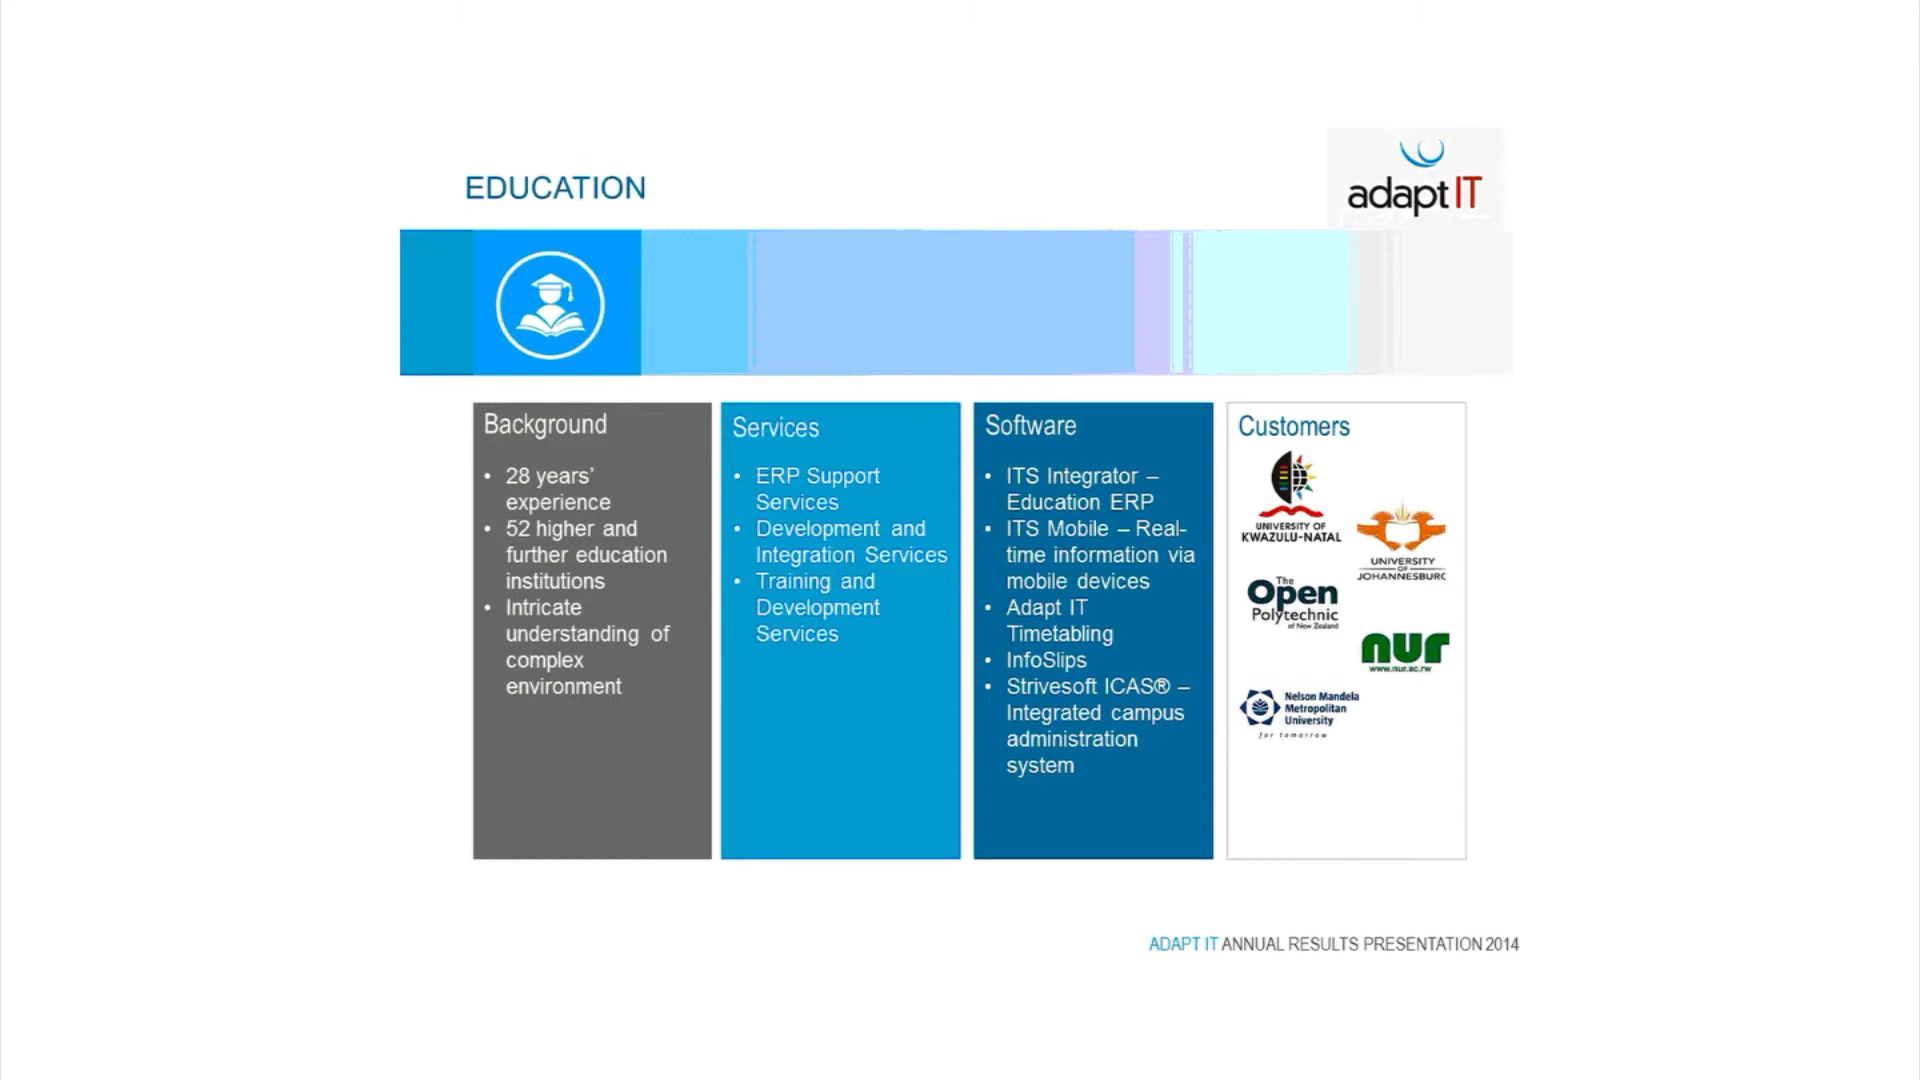 EDUCATION
adapt IT
Background
• 28 years’
experience
• 52 higher and
further education
institutions
• Intricate
understanding of
complex
environment
Services
• ERP Support
Services
• Development and
Integration Services
• Training and
Development
Services
Software
• ITS Integrator –
Education ERP
• ITS Mobile – Real-
time information via
mobile devices
• Adapt IT
Timetabling
• InfoSlips
• Strivesoft ICAS® –
Integrated campus
administration
system
Customers
UNIVERSITY OF
KWAZULU-NATAL
UNIVERSITY
OF
JOHANNESBURG
The
Open
Polytechnic
of New Zealand
nur
www.nur.ac.rw
Nelson Mandela
Metropolitan
University
for tomorrow
ADAPT IT ANNUAL RESULTS PRESENTATION 2014